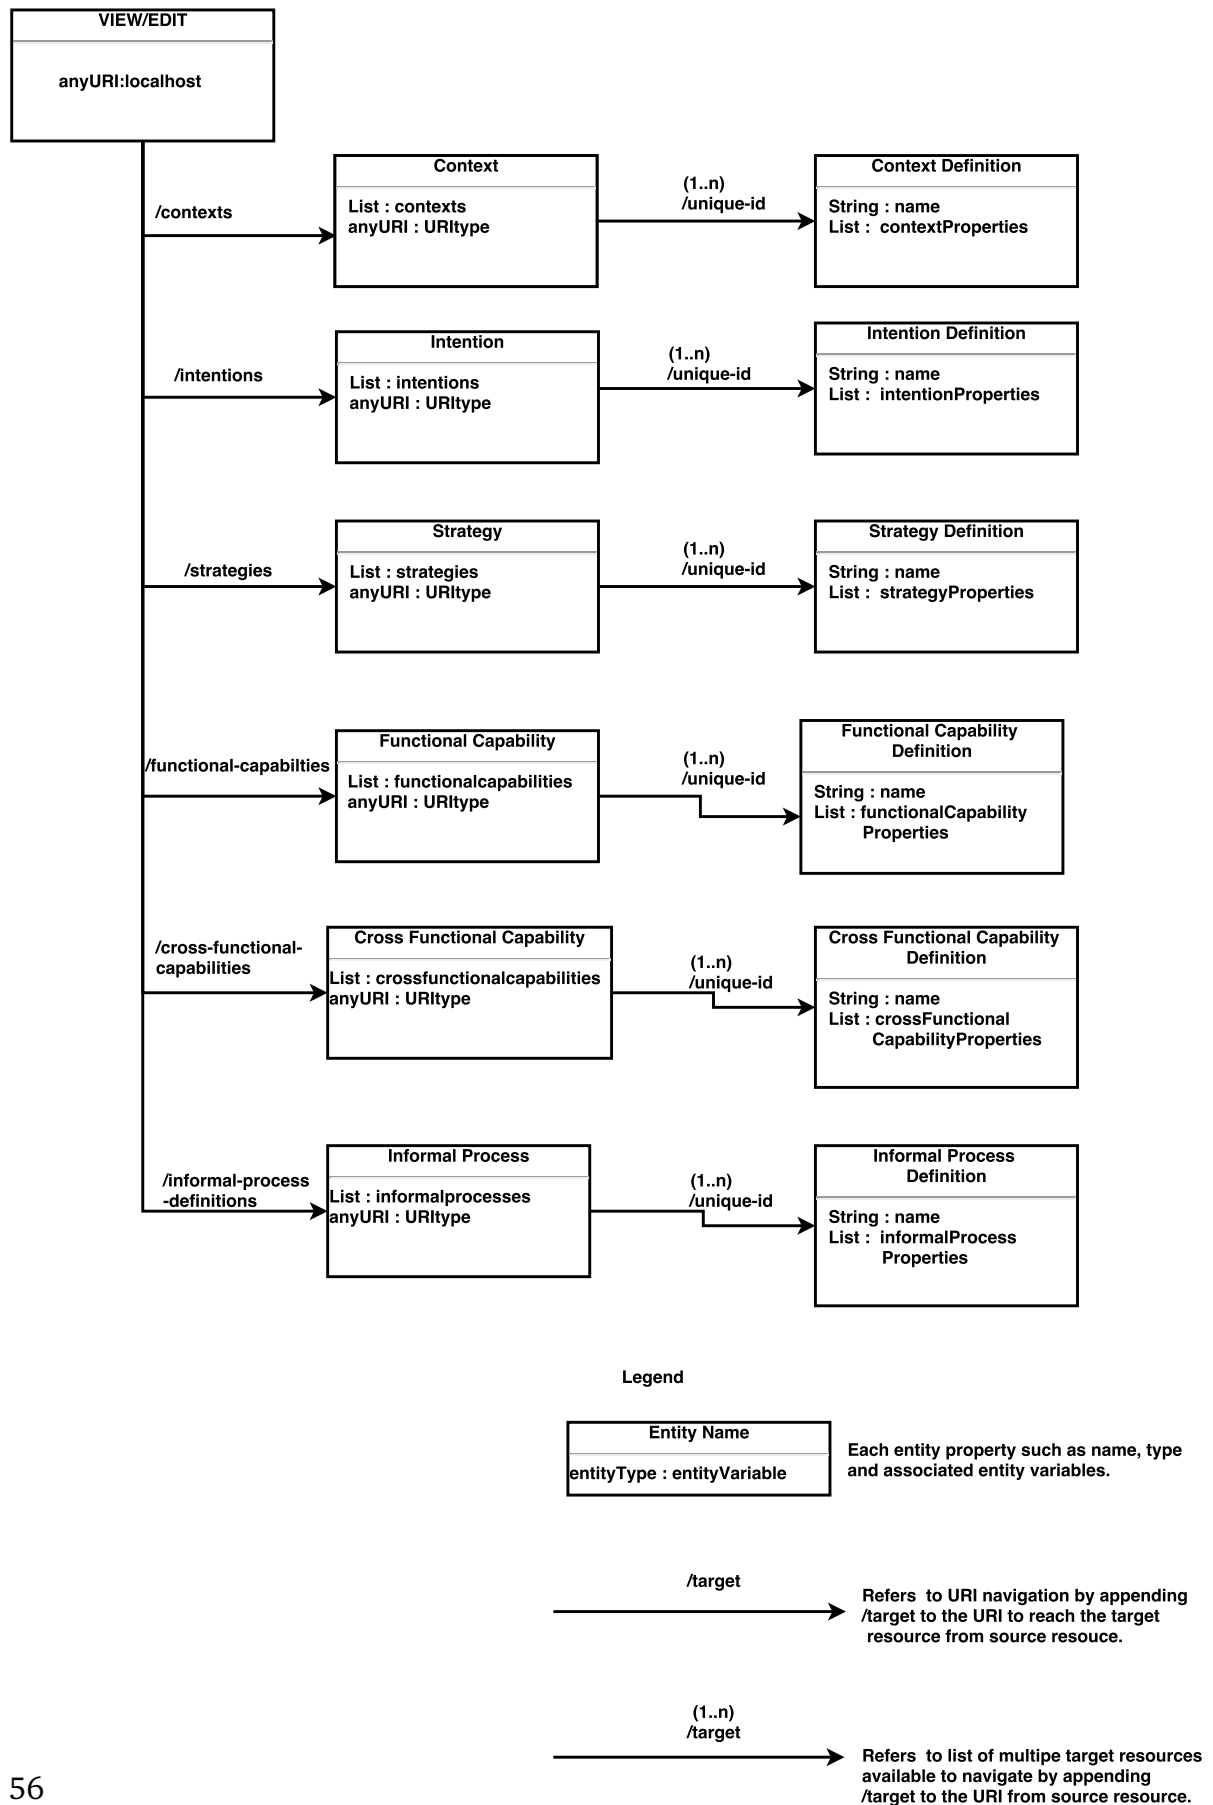 VIEW/EDIT
anyURI:localhost
/contexts
Context
List : contexts
anyURI : URItype
(1..n)
/unique-id
Context Definition
String : name
List :  contextProperties
/intentions
Intention
List : intentions
anyURI : URItype
(1..n)
/unique-id
Intention Definition
String : name
List :  intentionProperties
/strategies
Strategy
List : strategies
anyURI : URItype
(1..n)
/unique-id
Strategy Definition
String : name
List :  strategyProperties
/functional-capabilties
Functional Capability
List : functionalcapabilities
anyURI : URItype
(1..n)
/unique-id
Functional Capability
Definition
String : name
List : functionalCapability
Properties
/cross-functional-
capabilities
Cross Functional Capability
List : crossfunctionalcapabilities
anyURI : URItype
(1..n)
/unique-id
Cross Functional Capability
Definition
String : name
List : crossFunctional
CapabilityProperties
/informal-process
-definitions
Informal Process
List : informalprocesses
anyURI : URItype
(1..n)
/unique-id
Informal Process
Definition
String : name
List :  informalProcess
Properties
Legend
Entity Name
entityType : entityVariable
Each entity property such as name, type
and associated entity variables.
/target
Refers  to URI navigation by appending
/target to the URI to reach the target
resource from source resouce.
(1..n)
/target
Refers  to list of multipe target resources
available to navigate by appending
/target to the URI from source resource.
56